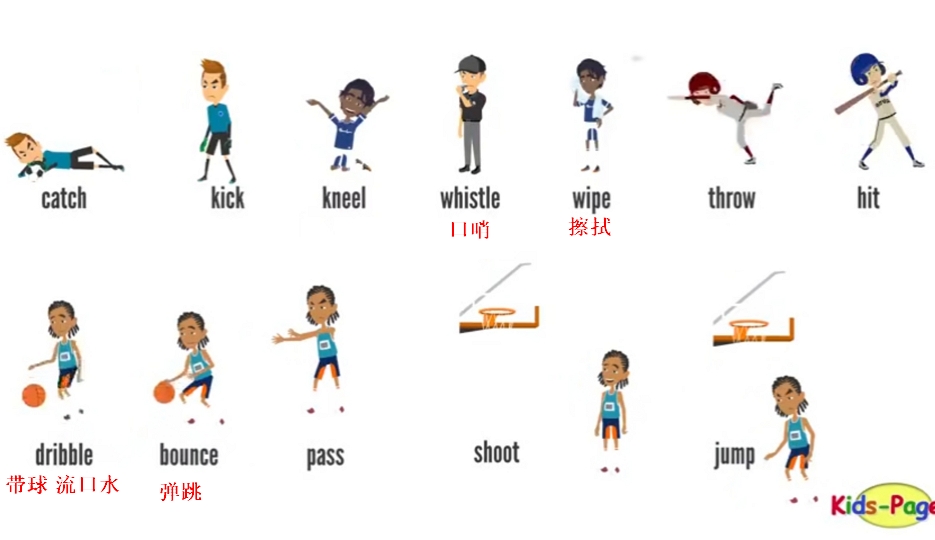 catch
kick
kneel
whistle
wipe
throw
hit
口哨
擦拭
dribble
bounce
pass
shoot
jump
带球 流口水
弹跳
Kids-Page